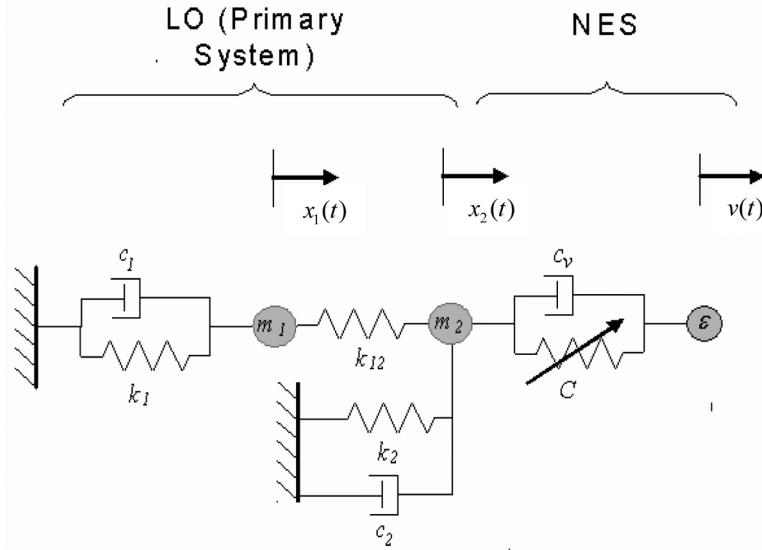 LO (Primary System)
NES
x₁(t)
x₂(t)
v(t)
c₁
k₁
m₁
k₁₂
m₂
k₂
c₂
cᵥ
C
ε